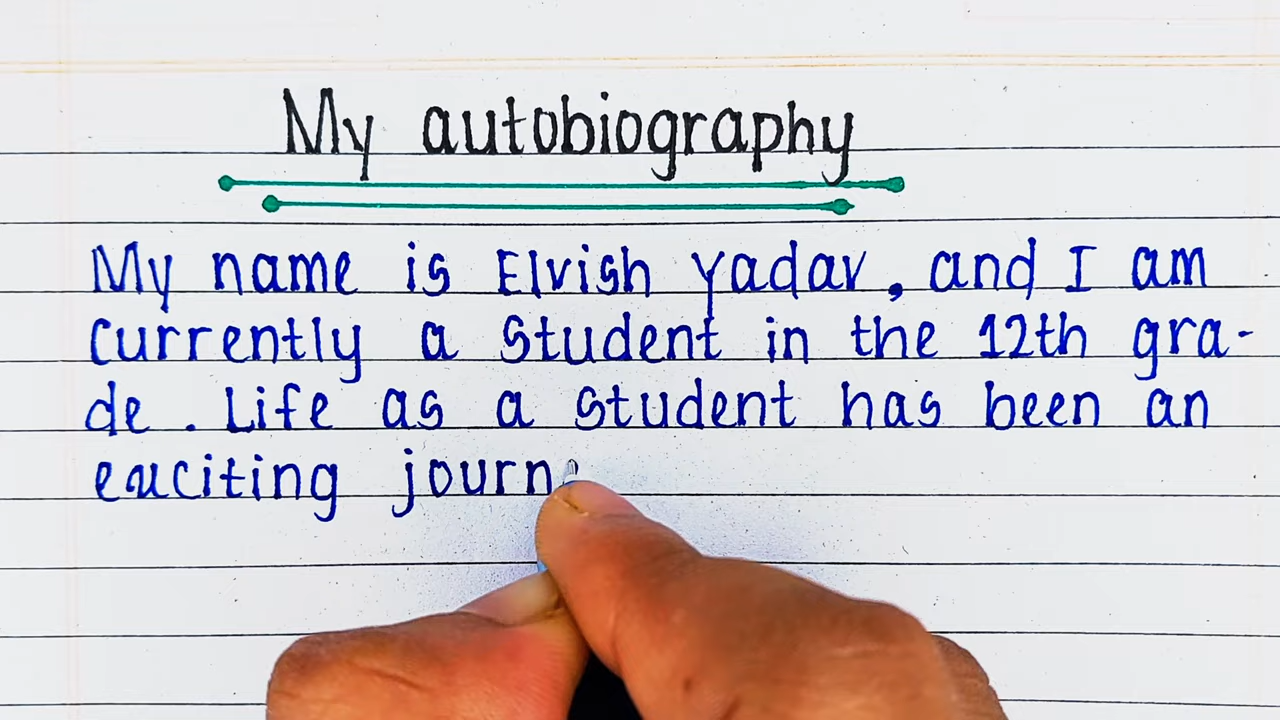 My autobiography
My name is Elvish Yadav, and I am
currently a student in the 12th gra-
de. Life as a student has been an
exciting journ